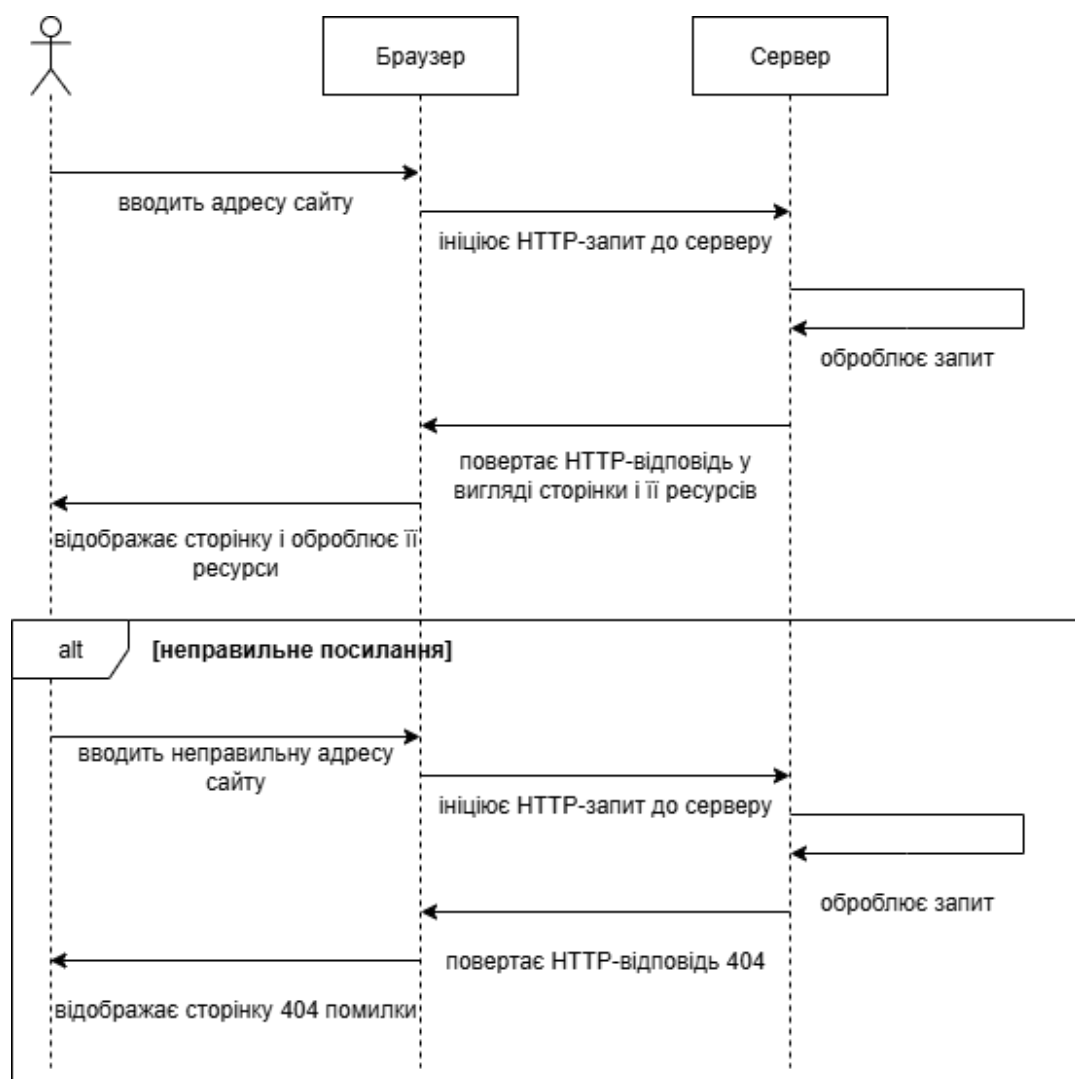 Браузер
Сервер
вводить адресу сайту
ініціює HTTP-запит до серверу
оброблює запит
повертає HTTP-відповідь у
вигляді сторінки і її ресурсів
відображає сторінку і оброблює її
ресурси
alt
[неправильне посилання]
вводить неправильну адресу
сайту
ініціює HTTP-запит до серверу
оброблює запит
повертає HTTP-відповідь 404
відображає сторінку 404 помилки